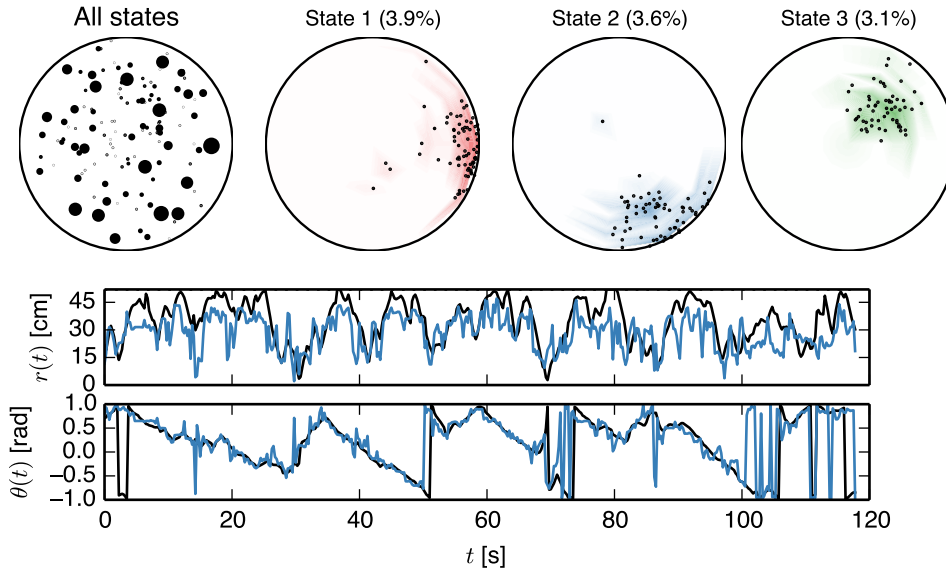 All states State 1 (3.9%) State 2 (3.6%) State 3 (3.1%)
45
30
15
0
r(t) [cm]
1.0
0.5
0.0
−0.5
−1.0
θ(t) [rad]
0 20 40 60 80 100 120
t [s]